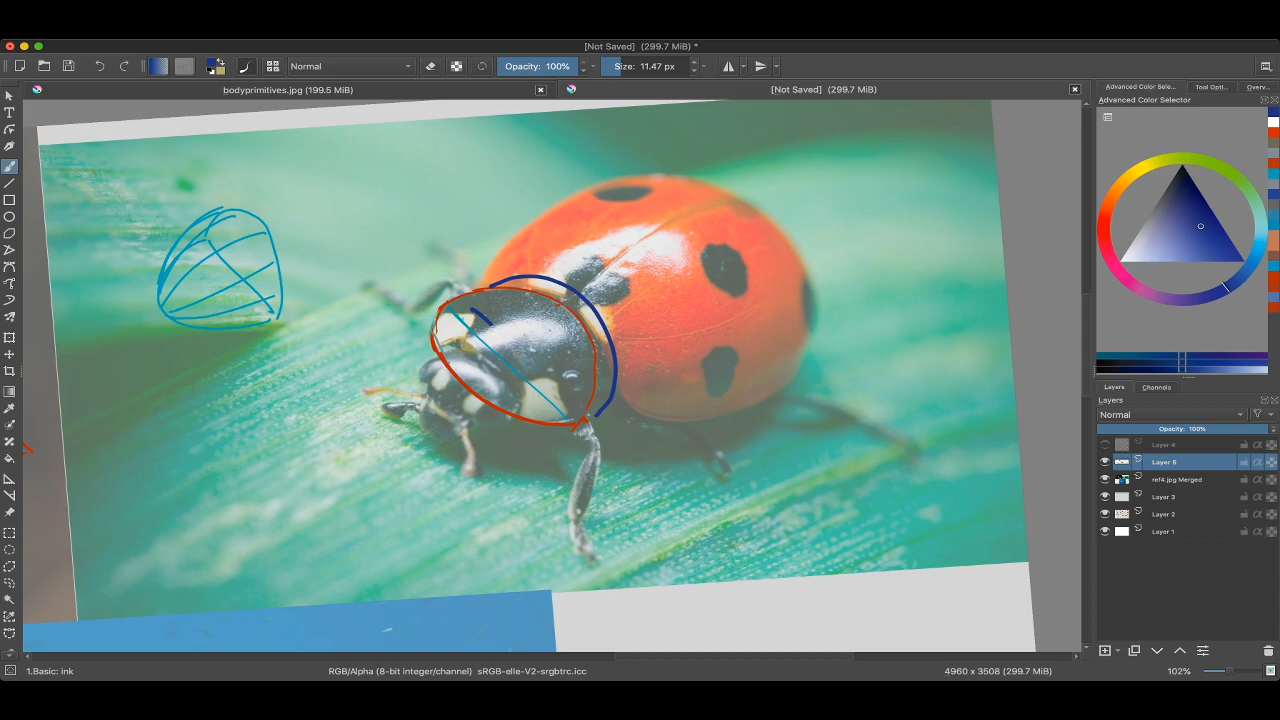 [Not Saved] (299.7 MiB) *
Normal
Opacity: 100%
Size: 11.47 px
bodyprimitives.jpg (199.5 MiB)
[Not Saved] (299.7 MiB)
Advanced Color Sele...
Tool Opti...
Overv...
Advanced Color Selector
Layers
Channels
Layers
Normal
Opacity: 100%
Layer 4
Layer 5
ref4.jpg Merged
Layer 3
Layer 2
Layer 1
1.Basic: ink
RGB/Alpha (8-bit integer/channel) sRGB-elle-V2-srgbtrc.icc
4960 x 3508 (299.7 MiB)
102%